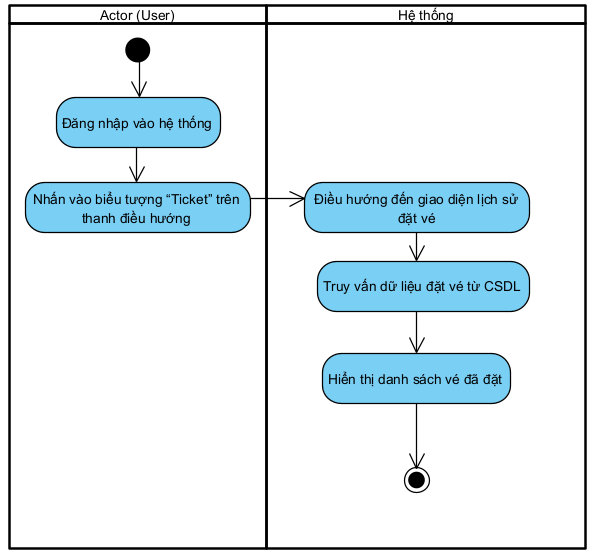 Actor (User)
Hệ thống
Đăng nhập vào hệ thống
Nhấn vào biểu tượng “Ticket” trên
thanh điều hướng
Điều hướng đến giao diện lịch sử
đặt vé
Truy vấn dữ liệu đặt vé từ CSDL
Hiển thị danh sách vé đã đặt